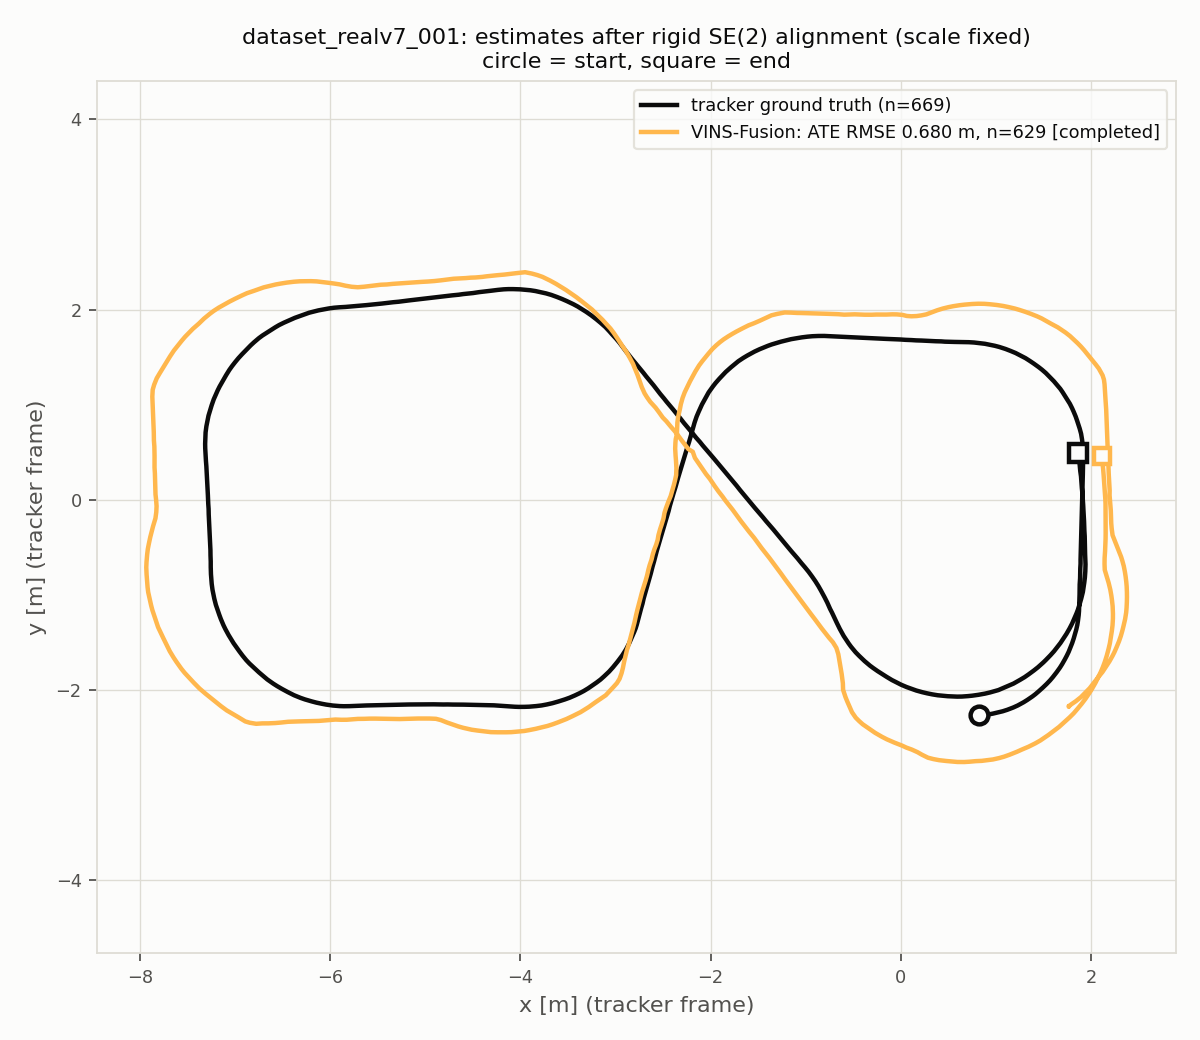 dataset_realv7_001: estimates after rigid SE(2) alignment (scale fixed)
circle = start, square = end
tracker ground truth (n=669)
VINS-Fusion: ATE RMSE 0.680 m, n=629 [completed]
y [m] (tracker frame)
4
2
0
−2
−4
−8 −6 −4 −2 0 2
x [m] (tracker frame)